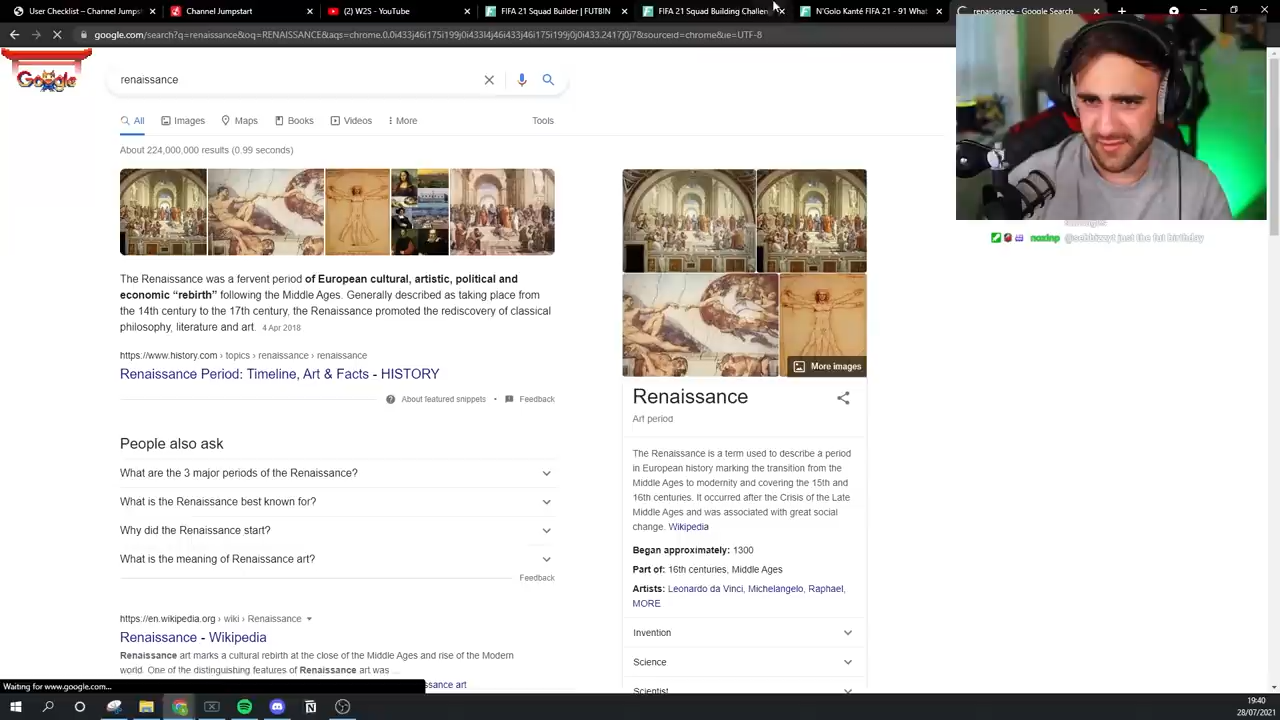 Current Period St
Checkout
(2) W2S - YouTube
FIFA 21 Squad Builder | FUTBIN
FIFA 21 Squad Building Challen
N'Golo Kanté FIFA 21 - 91 What
google.com/search?q=renaissance&oq=RENAISSANCE&aqs=chrome.0.0i433j46i175i199j0i433l4j46i433j46i175i199j0j0i433.2417j0j7&sourceid=chrome&ie=UTF-8
Google
renaissance
All
Images
Maps
Books
Videos
More
Tools
About 224,000,000 results (0.99 seconds)
The Renaissance was a fervent period of European cultural, artistic, political and
economic “rebirth” following the Middle Ages. Generally described as taking place from
the 14th century to the 17th century, the Renaissance promoted the rediscovery of classical
philosophy, literature and art. 4 Apr 2018
https://www.history.com › topics › renaissance › renaissance
Renaissance Period: Timeline, Art & Facts - HISTORY
About featured snippets • Feedback
People also ask
What are the 3 major periods of the Renaissance?
What is the Renaissance best known for?
Why did the Renaissance start?
What is the meaning of Renaissance art?
Feedback
https://en.wikipedia.org › wiki › Renaissance
Renaissance - Wikipedia
Renaissance art marks a cultural rebirth at the close of the Middle Ages and rise of the Modern
world. One of the distinguishing features of Renaissance art was ...
ssance art
Waiting for www.google.com...
More images
Renaissance
Art period
The Renaissance is a term used to describe a period
in European history marking the transition from the
Middle Ages to modernity and covering the 15th and
16th centuries. It occurred after the Crisis of the Late
Middle Ages and was associated with great social
change. Wikipedia
Began approximately: 1300
Part of: 16th centuries, Middle Ages
Artists: Leonardo da Vinci, Michelangelo, Raphael,
MORE
Invention
Science
Scientist
just the fut birthday
19:40
28/07/2021